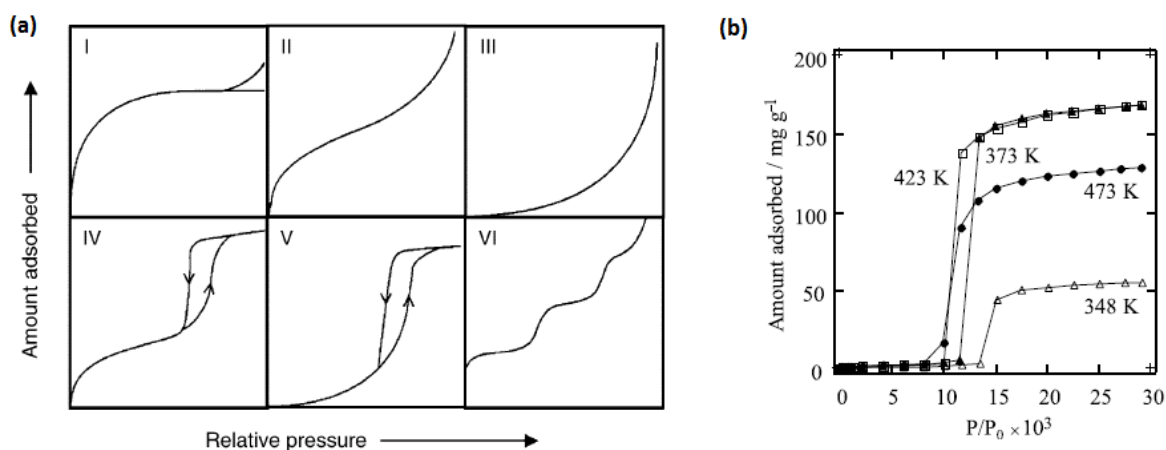 (a)
I
II
III
IV
V
VI
Amount adsorbed
Relative pressure
(b)
200
150
100
50
0
Amount adsorbed / mg g⁻¹
423 K
373 K
473 K
348 K
0 5 10 15 20 25 30
P/P₀ ×10³